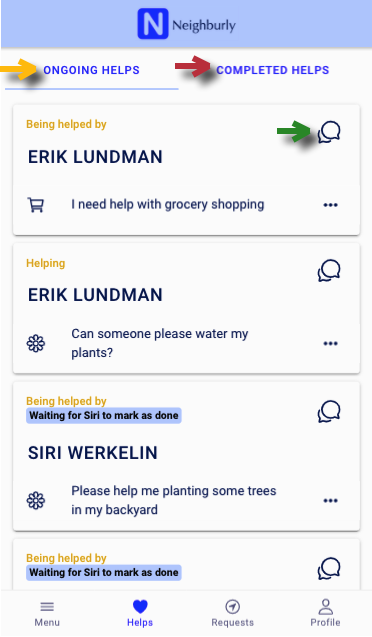 N Neighburly
ONGOING HELPS COMPLETED HELPS
Being helped by
ERIK LUNDMAN
I need help with grocery shopping
Helping
ERIK LUNDMAN
Can someone please water my
plants?
Being helped by
Waiting for Siri to mark as done
SIRI WERKELIN
Please help me planting some trees
in my backyard
Being helped by
Waiting for Siri to mark as done
Menu Helps Requests Profile